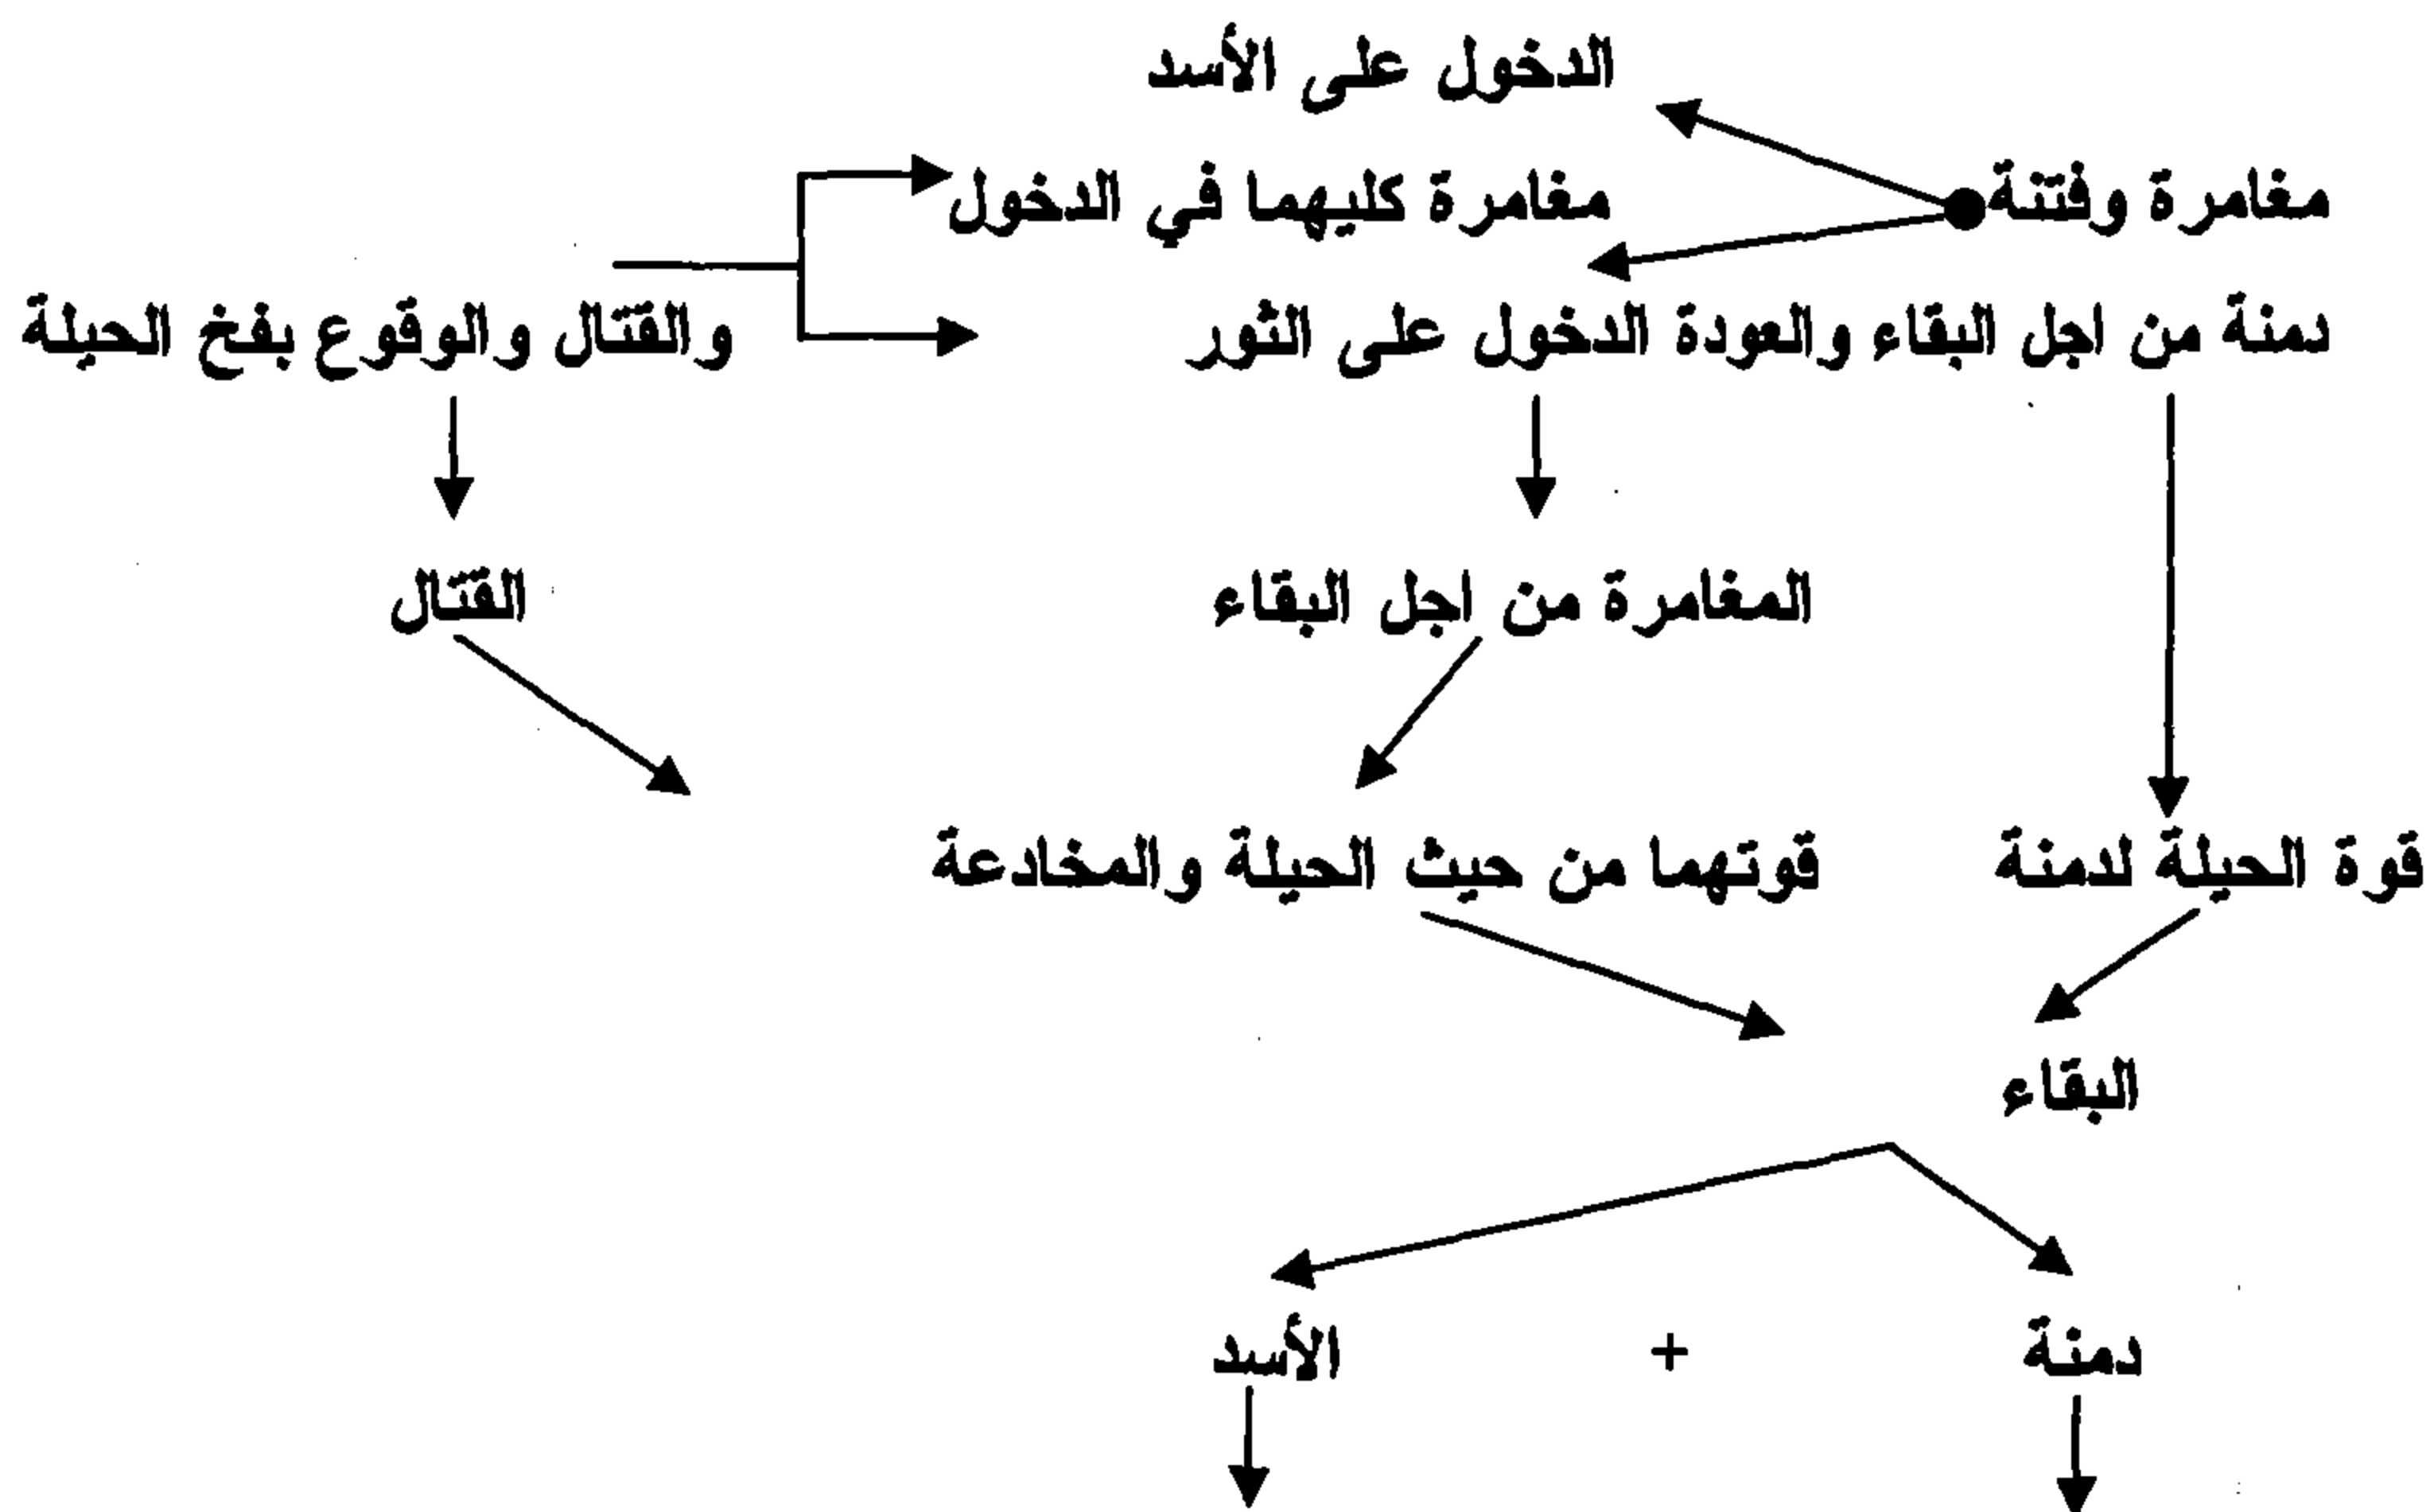 الدخول على الأسد
مغامرة وفتنة مغامرة كليهما في الدخول
دمنة من اجل البقاء والعودة الدخول على الثور والقتال والوقوع بفخ الحيلة
المغامرة من اجل البقاء القتال
قوة الحيلة لدمنة قوتهما من حيث الحيلة والمخادعة
البقاء
دمنة + الأسد